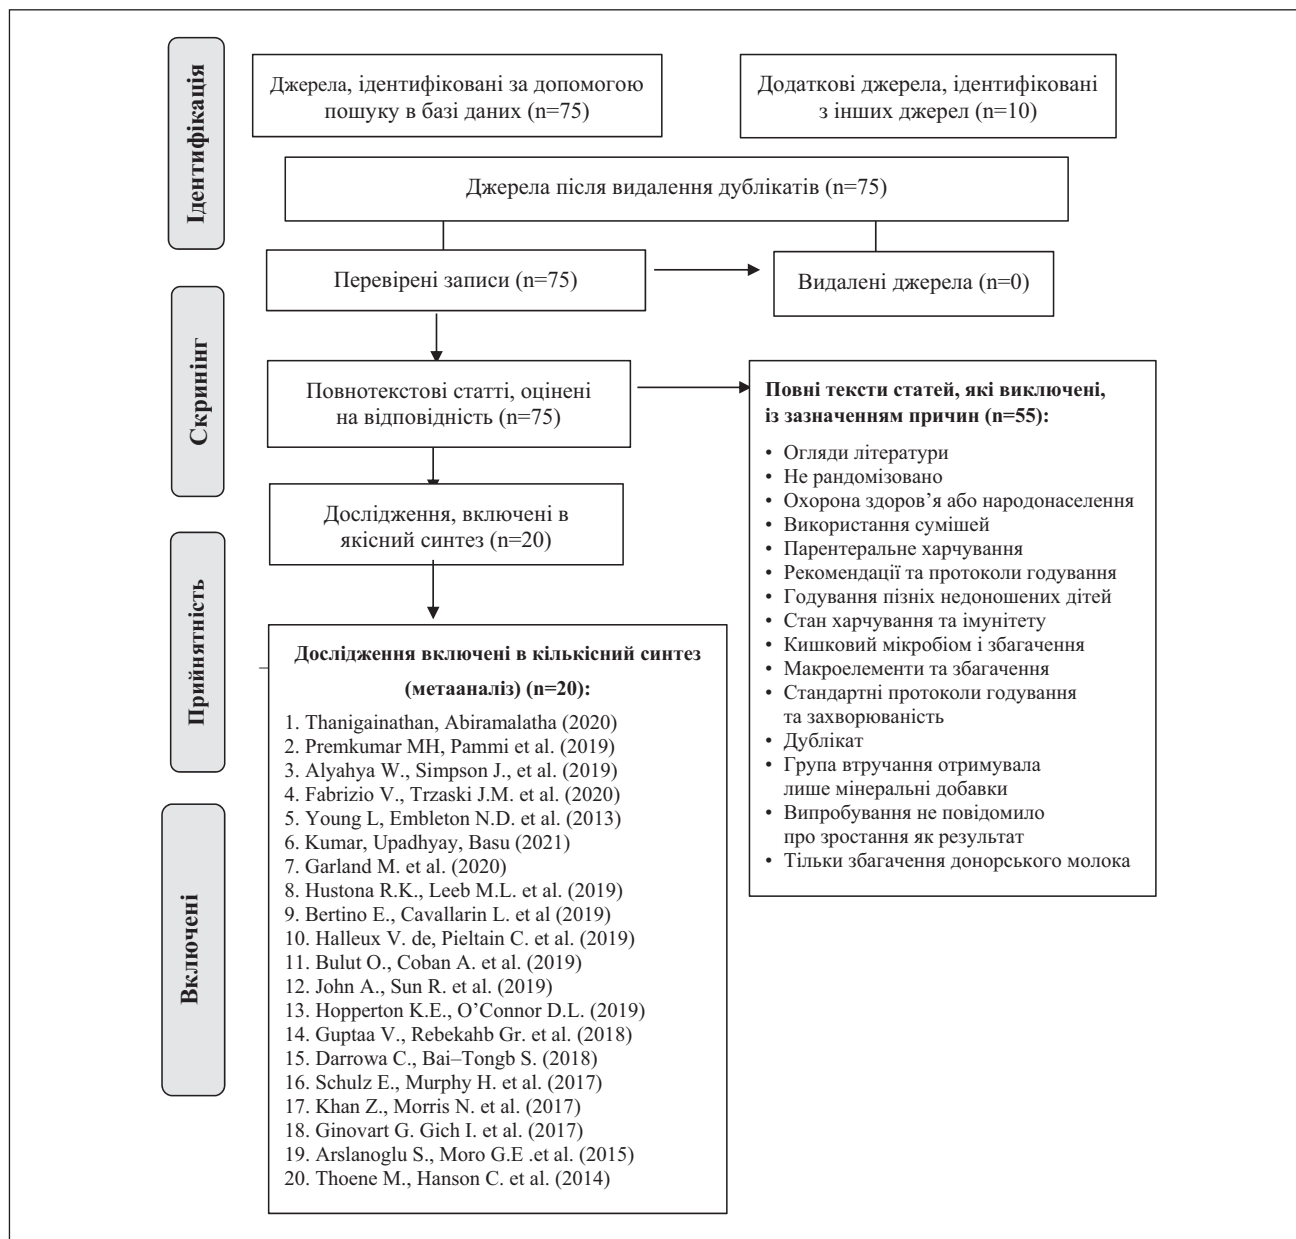 Ідентифікація
Джерела, ідентифіковані за допомогою
пошуку в базі даних (n=75)
Додаткові джерела, ідентифіковані
з інших джерел (n=10)
Джерела після видалення дублікатів (n=75)
Перевірені записи (n=75)
Видалені джерела (n=0)
Скринінг
Повнотекстові статті, оцінені
на відповідність (n=75)
Повні тексти статей, які виключені,
із зазначенням причин (n=55):
• Огляди літератури
• Не рандомізовано
• Охорона здоров’я або народонаселення
• Використання сумішей
• Парентеральне харчування
• Рекомендації та протоколи годування
• Годування пізніх недоношених дітей
• Стан харчування та імунітету
• Кишковий мікробіом і збагачення
• Макроелементи та збагачення
• Стандартні протоколи годування
та захворюваність
• Дублікат
• Група втручання отримувала
лише мінеральні добавки
• Випробування не повідомило
про зростання як результат
• Тільки збагачення донорського молока
Дослідження, включені в
якісний синтез (n=20)
Прийнятність
Дослідження включені в кількісний синтез
(метааналіз) (n=20):
1. Thanigainathan, Abiramalatha (2020)
2. Premkumar MH, Pammi et al. (2019)
3. Alyahya W., Simpson J., et al. (2019)
4. Fabrizio V., Trzaski J.M. et al. (2020)
5. Young L, Embleton N.D. et al. (2013)
6. Kumar, Upadhyay, Basu (2021)
7. Garland M. et al. (2020)
8. Hustona R.K., Leeb M.L. et al. (2019)
9. Bertino E., Cavallarin L. et al (2019)
10. Halleux V. de, Pieltain C. et al. (2019)
11. Bulut O., Coban A. et al. (2019)
12. John A., Sun R. et al. (2019)
13. Hopperton K.E., O’Connor D.L. (2019)
14. Guptaa V., Rebekahb Gr. et al. (2018)
15. Darrowa C., Bai–Tongb S. (2018)
16. Schulz E., Murphy H. et al. (2017)
17. Khan Z., Morris N. et al. (2017)
18. Ginovart G. Gich I. et al. (2017)
19. Arslanoglu S., Moro G.E .et al. (2015)
20. Thoene M., Hanson C. et al. (2014)
Включені